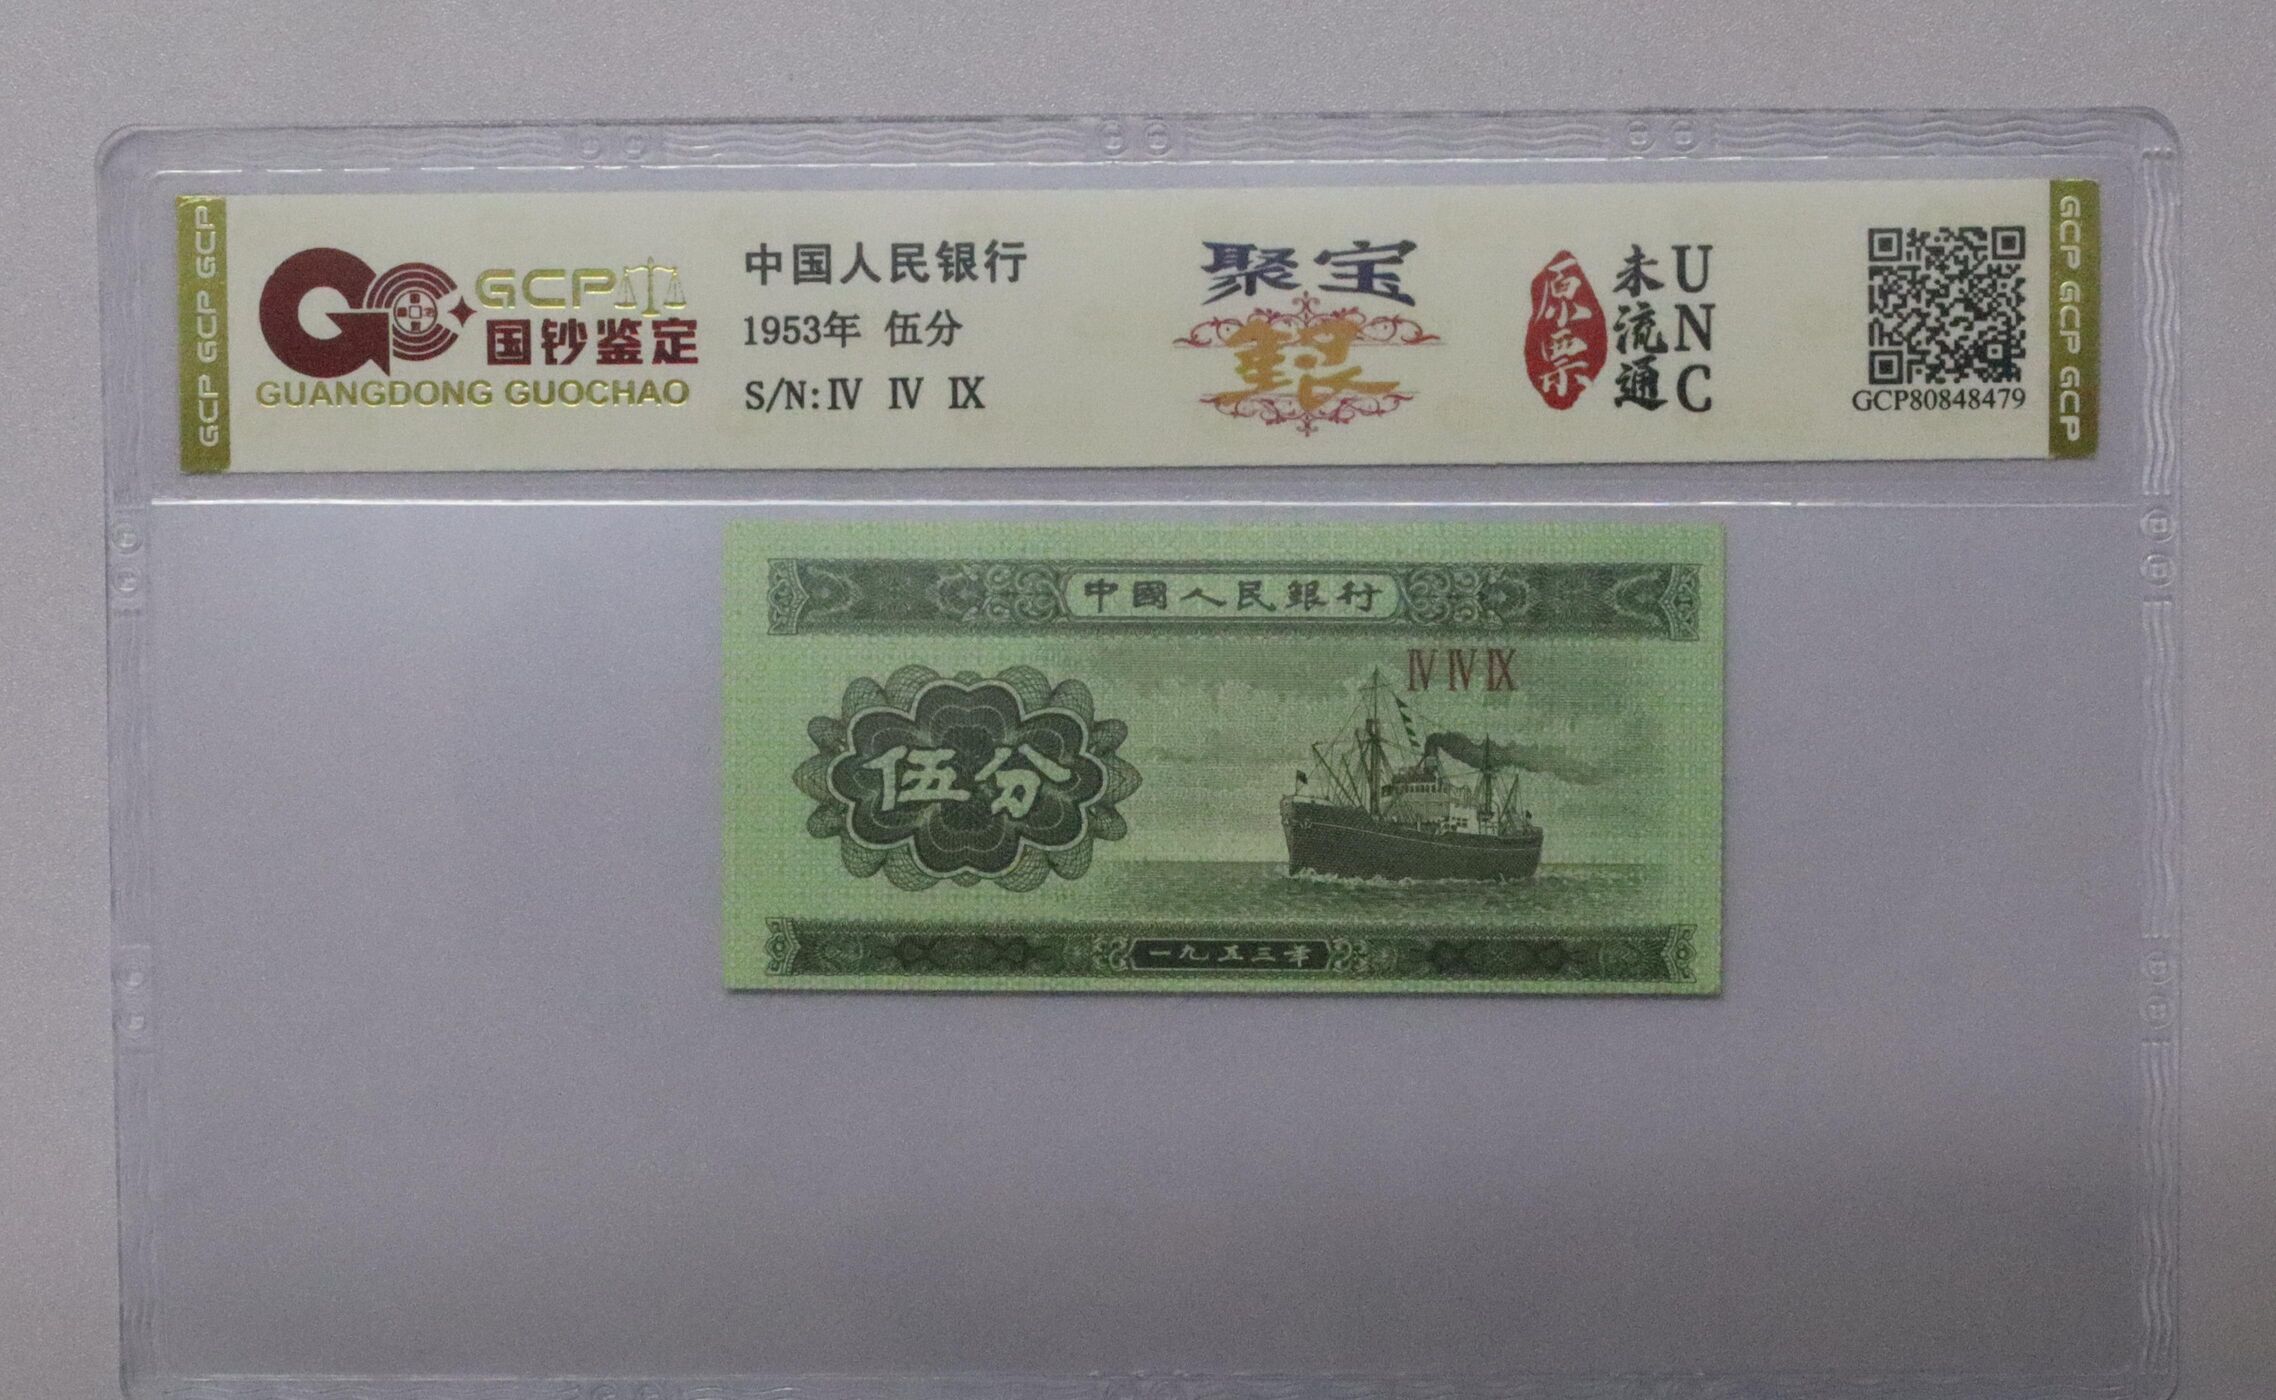 GCP GCP GCP
GCP
国钞鉴定
GUANGDONG GUOCHAO
中国人民银行
1953年 伍分
S/N:Ⅳ Ⅳ Ⅸ
聚宝
原票
未流通
UNC
GCP80848479
GCP GCP GCP
中國人民銀行
Ⅳ Ⅳ Ⅸ
伍分
一九五三年